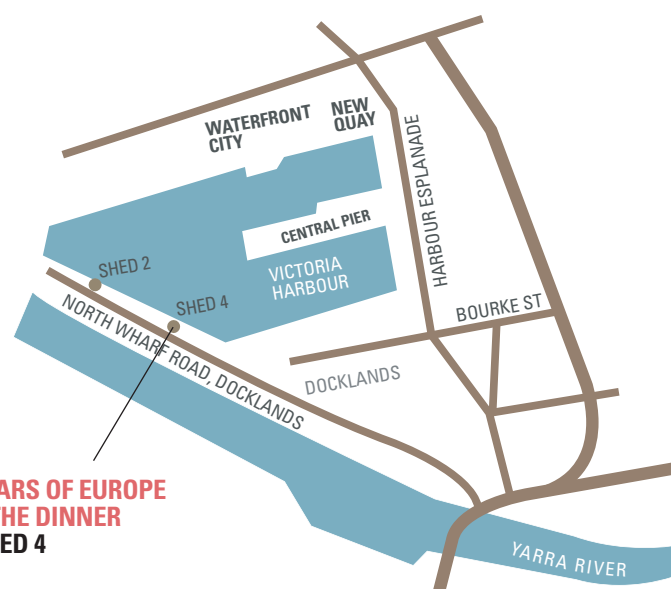 WATERFRONT
CITY
NEW
QUAY
HARBOUR ESPLANADE
CENTRAL PIER
SHED 2
VICTORIA
HARBOUR
SHED 4
BOURKE ST
NORTH WHARF ROAD, DOCKLANDS
DOCKLANDS
ARS OF EUROPE
THE DINNER
ED 4
YARRA RIVER